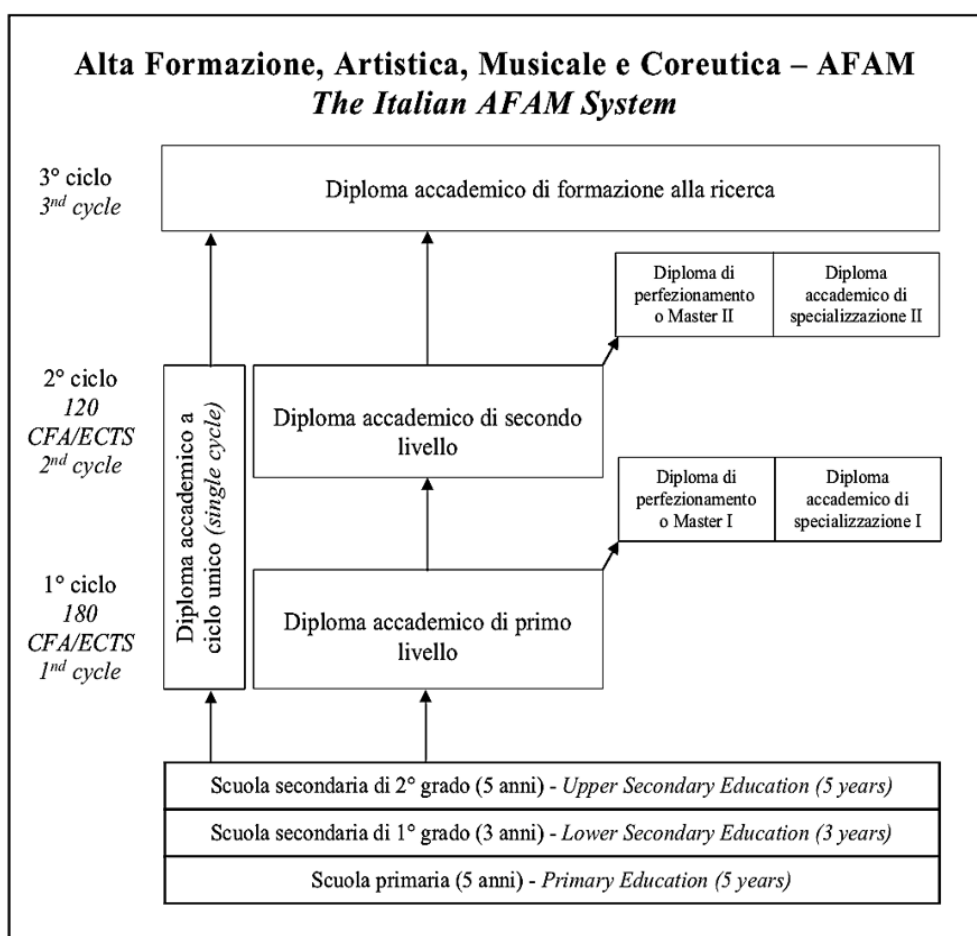 Alta Formazione, Artistica, Musicale e Coreutica – AFAM
The Italian AFAM System
3° ciclo
3nd cycle
Diploma accademico di formazione alla ricerca
Diploma di
perfezionamento
o Master II
Diploma
accademico di
specializzazione II
2° ciclo
120
CFA/ECTS
2nd cycle
Diploma accademico a
ciclo unico (single cycle)
Diploma accademico di secondo
livello
Diploma di
perfezionamento
o Master I
Diploma
accademico di
specializzazione I
1° ciclo
180
CFA/ECTS
1nd cycle
Diploma accademico di primo
livello
Scuola secondaria di 2° grado (5 anni) - Upper Secondary Education (5 years)
Scuola secondaria di 1° grado (3 anni) - Lower Secondary Education (3 years)
Scuola primaria (5 anni) - Primary Education (5 years)